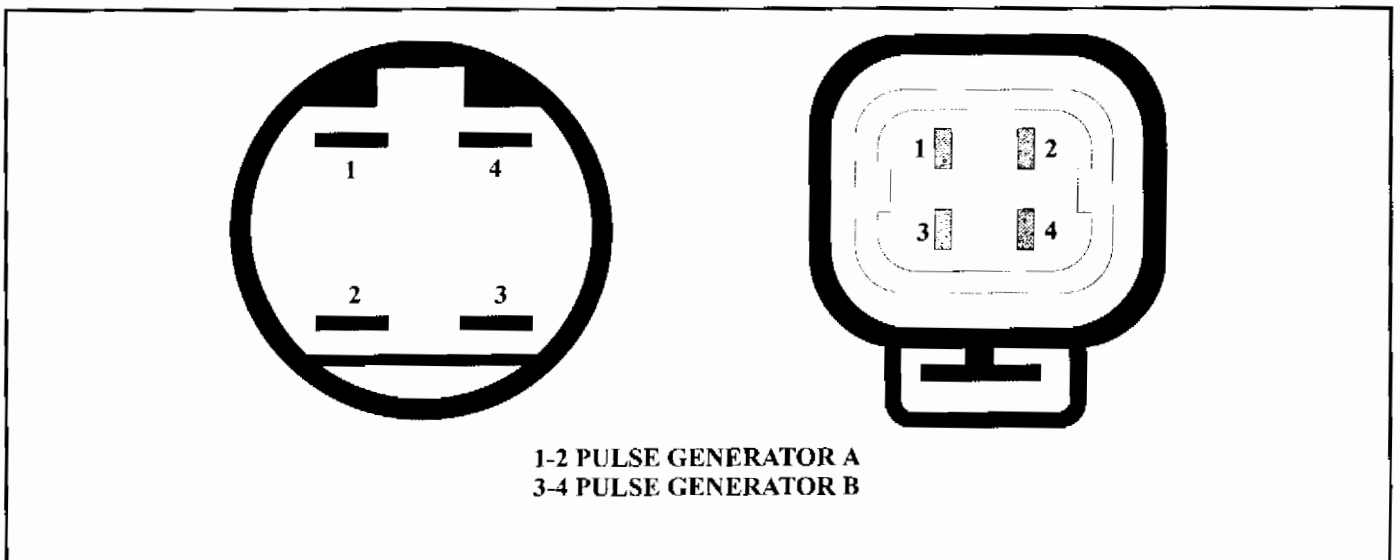 1 4
2 3
1 2
3 4
1-2 PULSE GENERATOR A
3-4 PULSE GENERATOR B